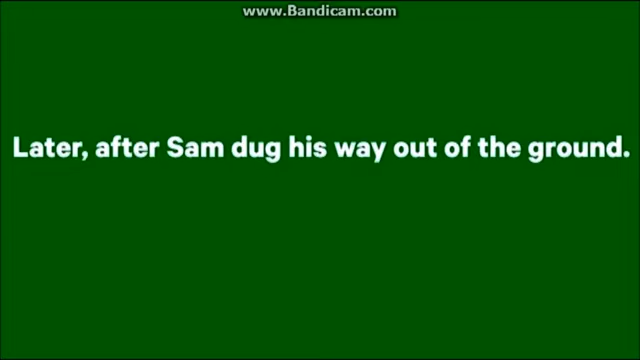 www.Bandicam.com
Later, after Sam dug his way out of the ground.